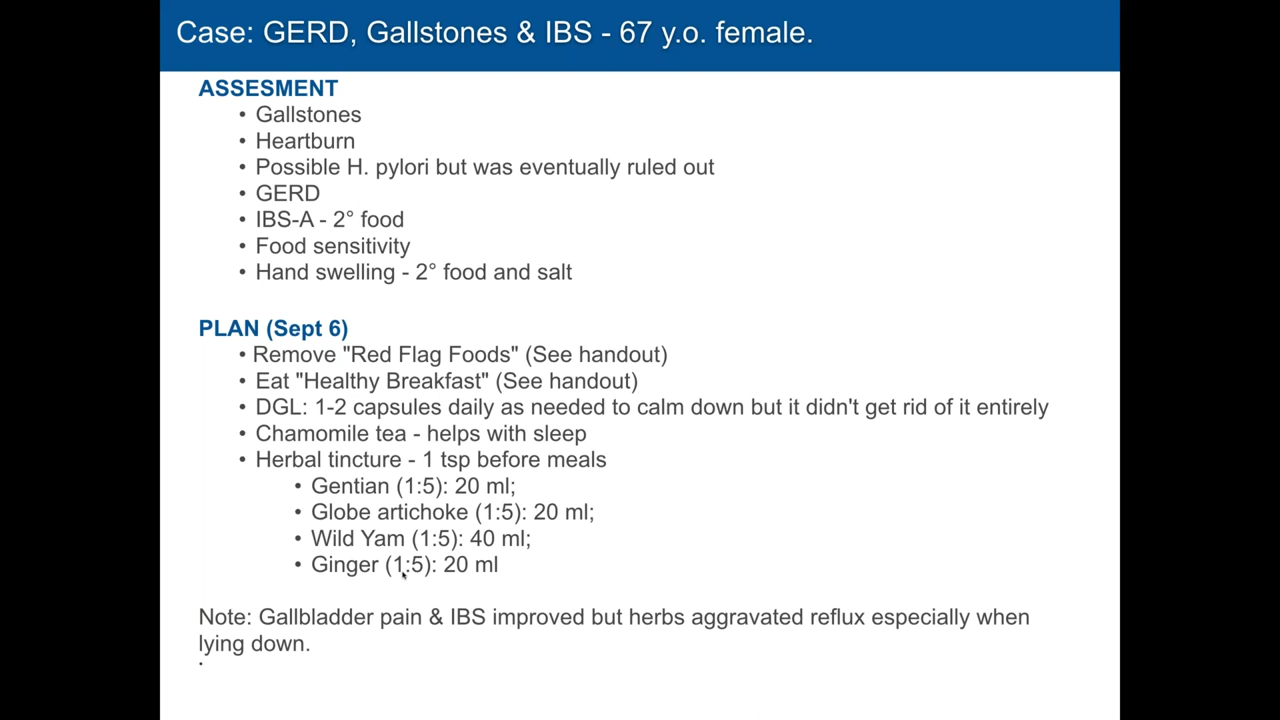 Case: GERD, Gallstones & IBS - 67 y.o. female.
ASSESMENT
• Gallstones
• Heartburn
• Possible H. pylori but was eventually ruled out
• GERD
• IBS-A - 2° food
• Food sensitivity
• Hand swelling - 2° food and salt
PLAN (Sept 6)
• Remove "Red Flag Foods" (See handout)
• Eat "Healthy Breakfast" (See handout)
• DGL: 1-2 capsules daily as needed to calm down but it didn't get rid of it entirely
• Chamomile tea - helps with sleep
• Herbal tincture - 1 tsp before meals
• Gentian (1:5): 20 ml;
• Globe artichoke (1:5): 20 ml;
• Wild Yam (1:5): 40 ml;
• Ginger (1:5): 20 ml
Note: Gallbladder pain & IBS improved but herbs aggravated reflux especially when
lying down.